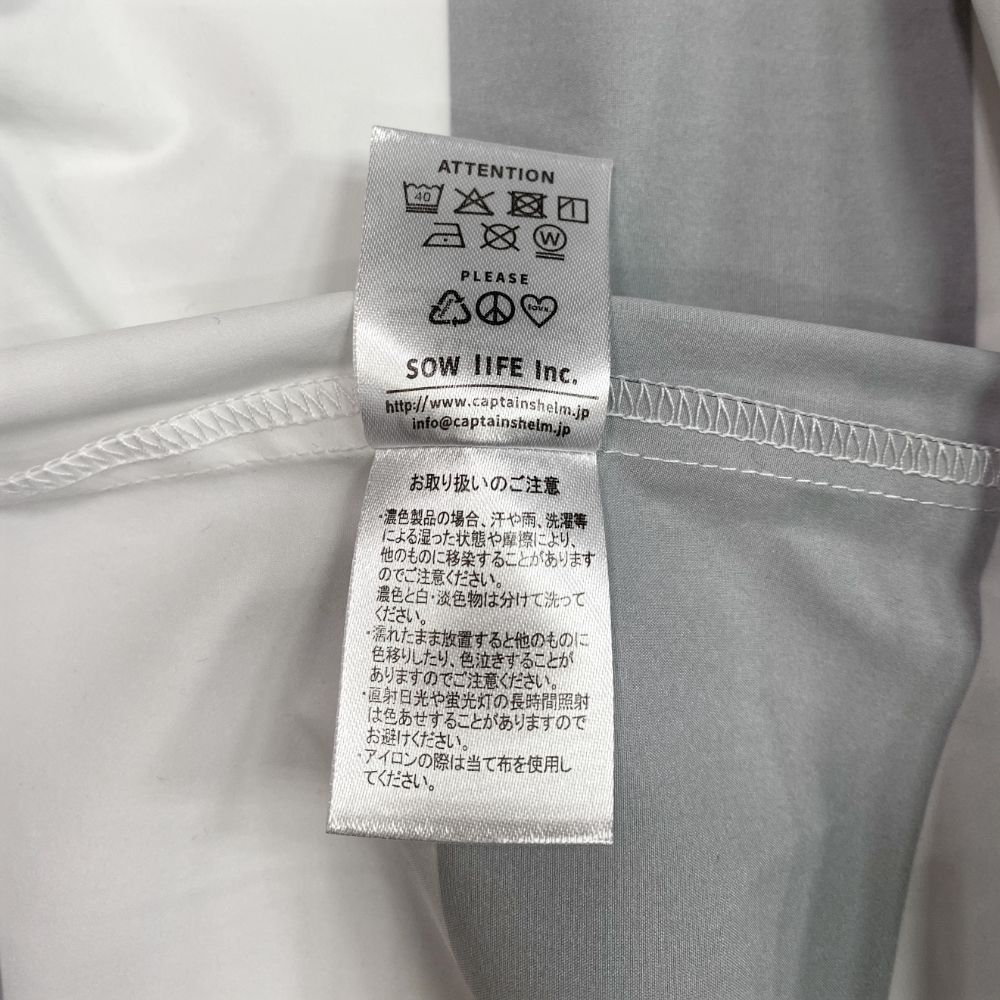 ATTENTION
40
W
PLEASE
LOVE
SOW LIFE Inc.
http://www.captainshelm.jp
info@captainshelm.jp
お取り扱いのご注意
・濃色製品の場合、汗や雨、洗濯等
による湿った状態や摩擦により、
他のものに移染することがあります
のでご注意ください。
濃色と白・淡色物は分けて洗って
ください。
・濡れたまま放置すると他のものに
色移りしたり、色泣きすることが
ありますのでご注意ください。
・直射日光や蛍光灯の長時間照射
は色あせすることがありますので
お避けください。
・アイロンの際は当て布を使用し
てください。